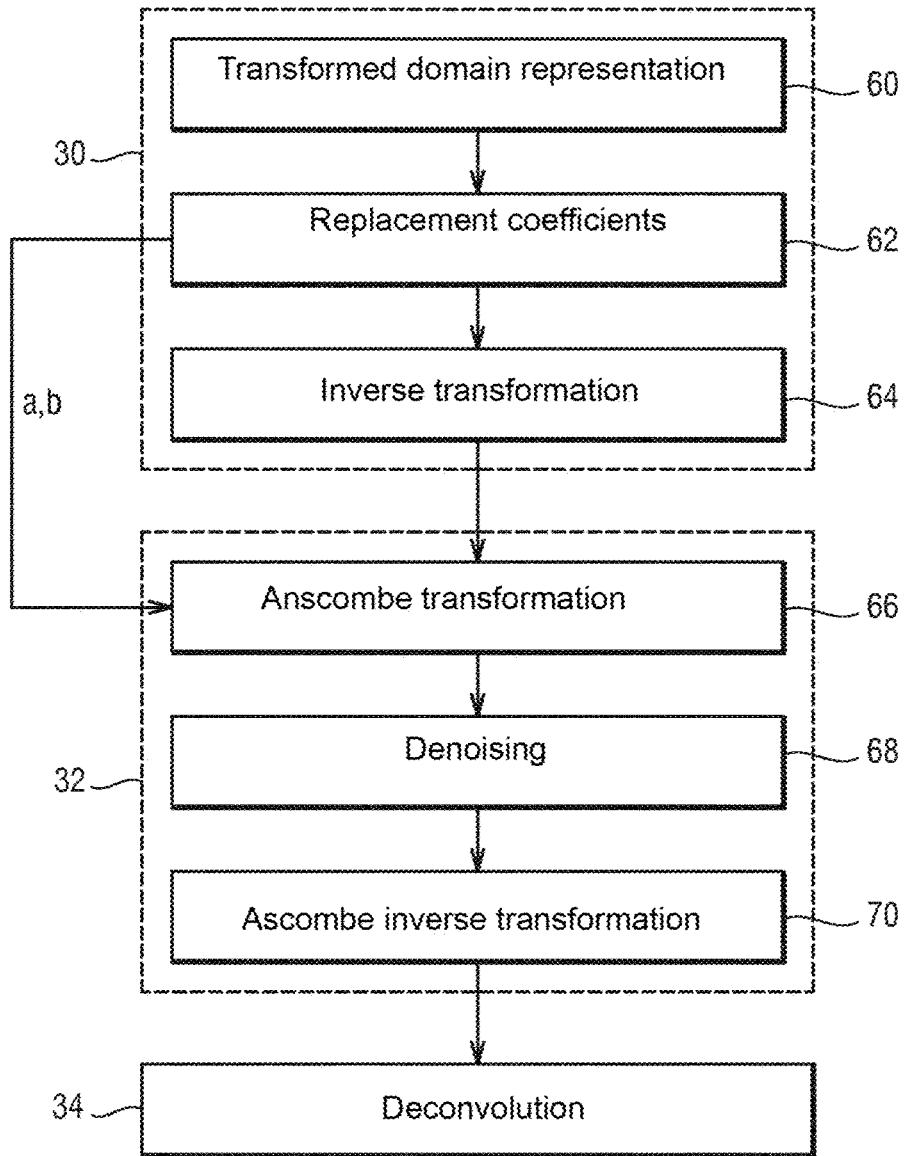 Transformed domain representation
60
30
Replacement coefficients
62
a,b
Inverse transformation
64
Anscombe transformation
66
Denoising
68
32
Ascombe inverse transformation
70
34
Deconvolution